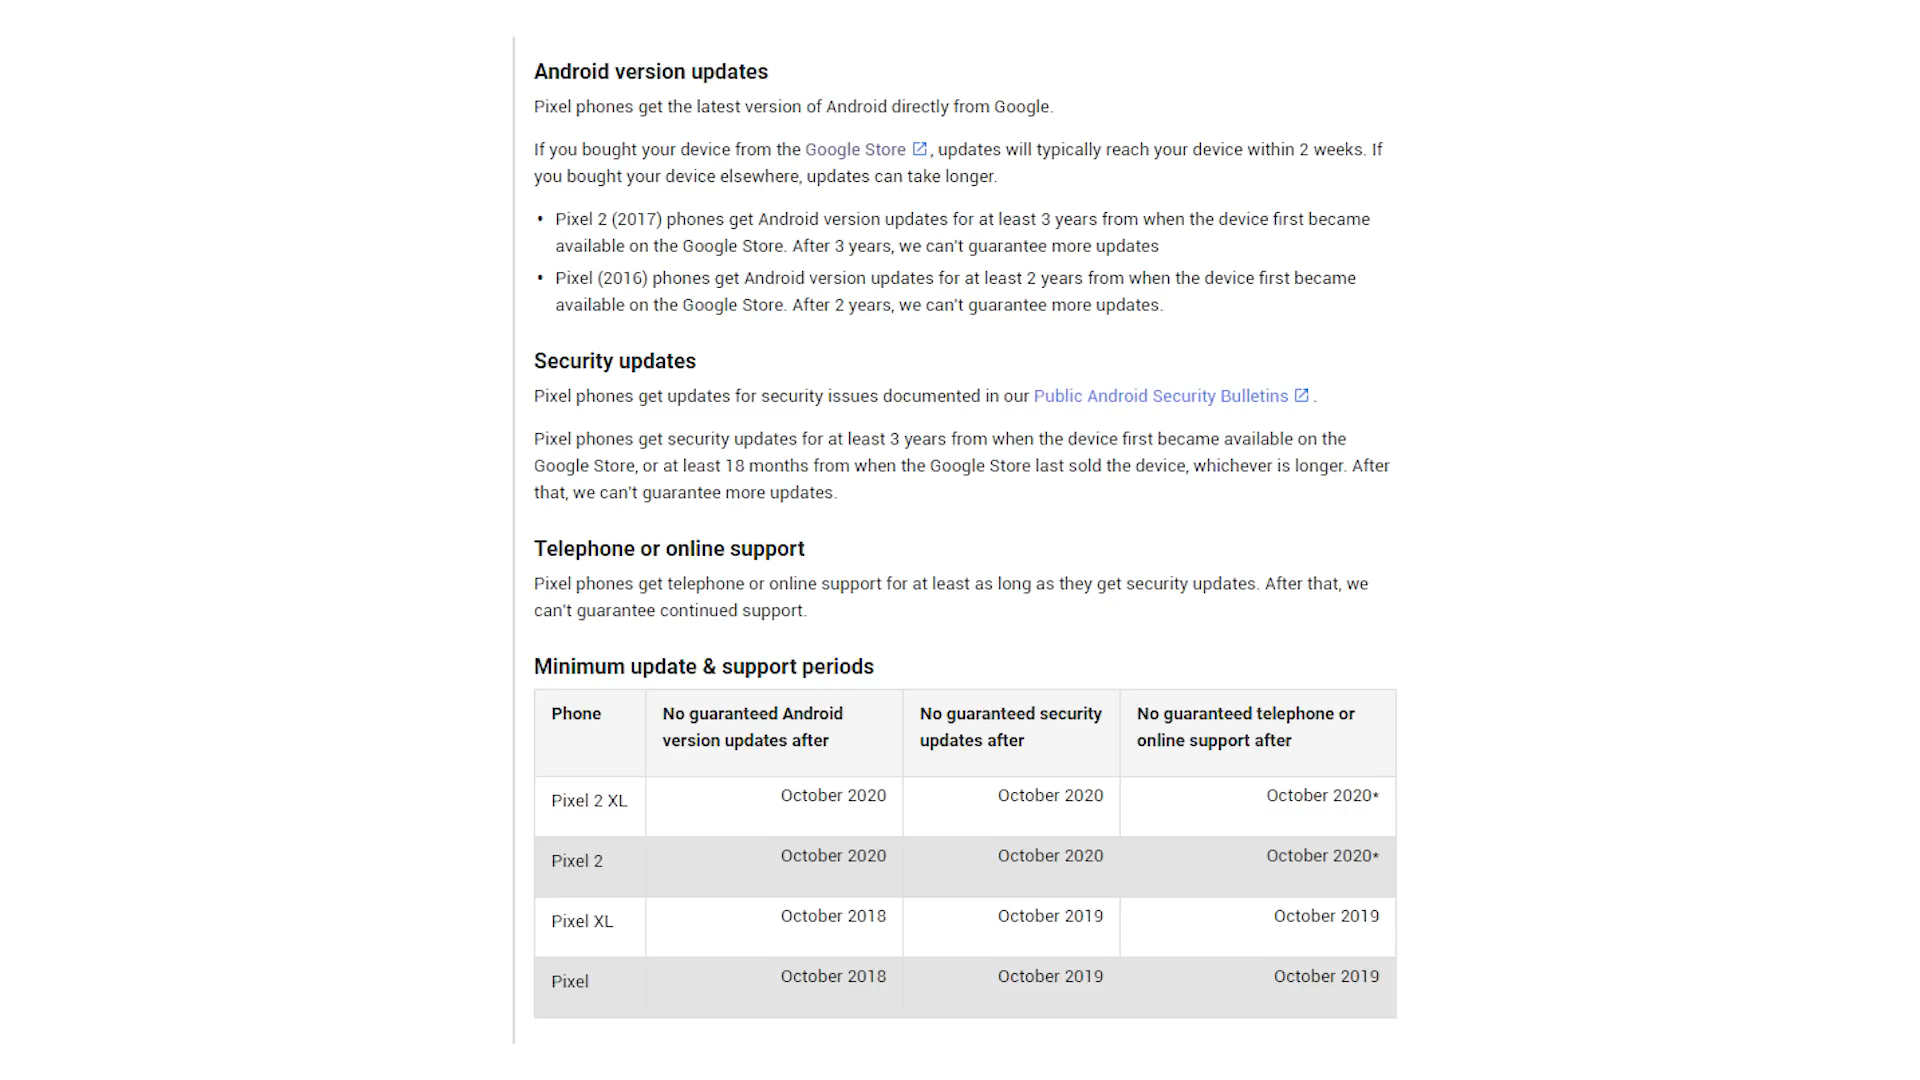 Android version updates
Pixel phones get the latest version of Android directly from Google.
If you bought your device from the Google Store , updates will typically reach your device within 2 weeks. If
you bought your device elsewhere, updates can take longer.
• Pixel 2 (2017) phones get Android version updates for at least 3 years from when the device first became
available on the Google Store. After 3 years, we can't guarantee more updates
• Pixel (2016) phones get Android version updates for at least 2 years from when the device first became
available on the Google Store. After 2 years, we can't guarantee more updates.
Security updates
Pixel phones get updates for security issues documented in our Public Android Security Bulletins .
Pixel phones get security updates for at least 3 years from when the device first became available on the
Google Store, or at least 18 months from when the Google Store last sold the device, whichever is longer. After
that, we can't guarantee more updates.
Telephone or online support
Pixel phones get telephone or online support for at least as long as they get security updates. After that, we
can't guarantee continued support.
Minimum update & support periods
Phone No guaranteed Android No guaranteed security No guaranteed telephone or
version updates after updates after online support after
Pixel 2 XL October 2020 October 2020 October 2020*
Pixel 2 October 2020 October 2020 October 2020*
Pixel XL October 2018 October 2019 October 2019
Pixel October 2018 October 2019 October 2019